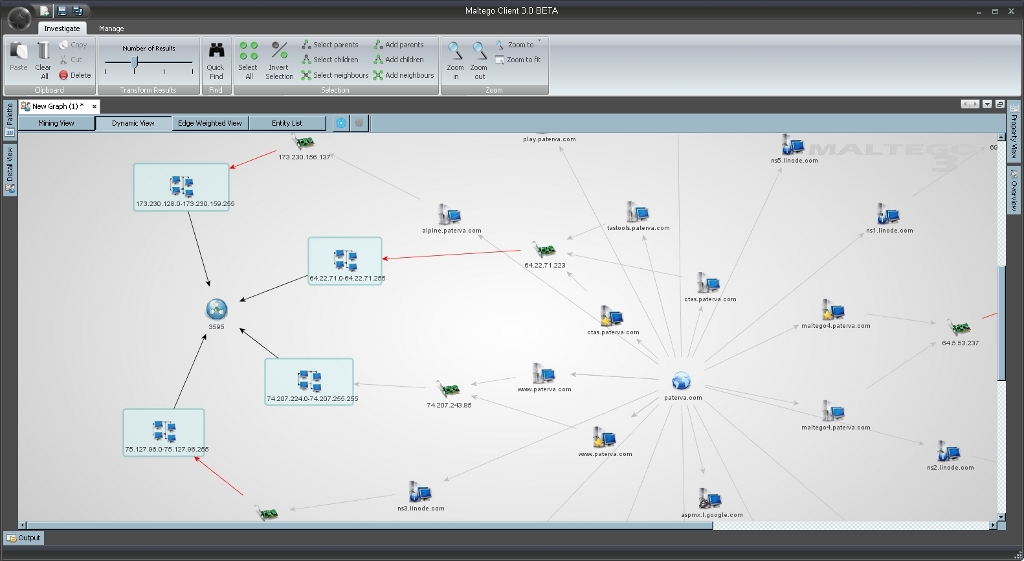 Maltego Client 3.0 BETA
Investigate
Manage
Paste
Clear All
Copy
Cut
Delete
Clipboard
Number of Results
Transform Results
Quick Find
Find
Select All
Invert Selection
Select parents
Select children
Select neighbours
Add parents
Add children
Add neighbours
Selection
Zoom in
Zoom out
Zoom to
Zoom to fit
Zoom
Palette
Detail View
New Graph (1) *
Mining View
Dynamic View
Edge Weighted View
Entity List
Property View
Overview
MALTEGO 3
play.paterva.com
173.230.156.137
ns5.linode.com
173.230.128.0-173.230.159.255
alpine.paterva.com
tastools.paterva.com
ns1.linode.com
64.22.71.0-64.22.71.255
64.22.71.223
ctas.paterva.com
3595
ctas.paterva.com
maltego4.paterva.com
64.5.53.237
74.207.224.0-74.207.255.255
74.207.243.85
www.paterva.com
paterva.com
maltego4.paterva.com
75.127.96.0-75.127.96.255
www.paterva.com
ns2.linode.com
ns3.linode.com
aspmx.l.google.com
Output